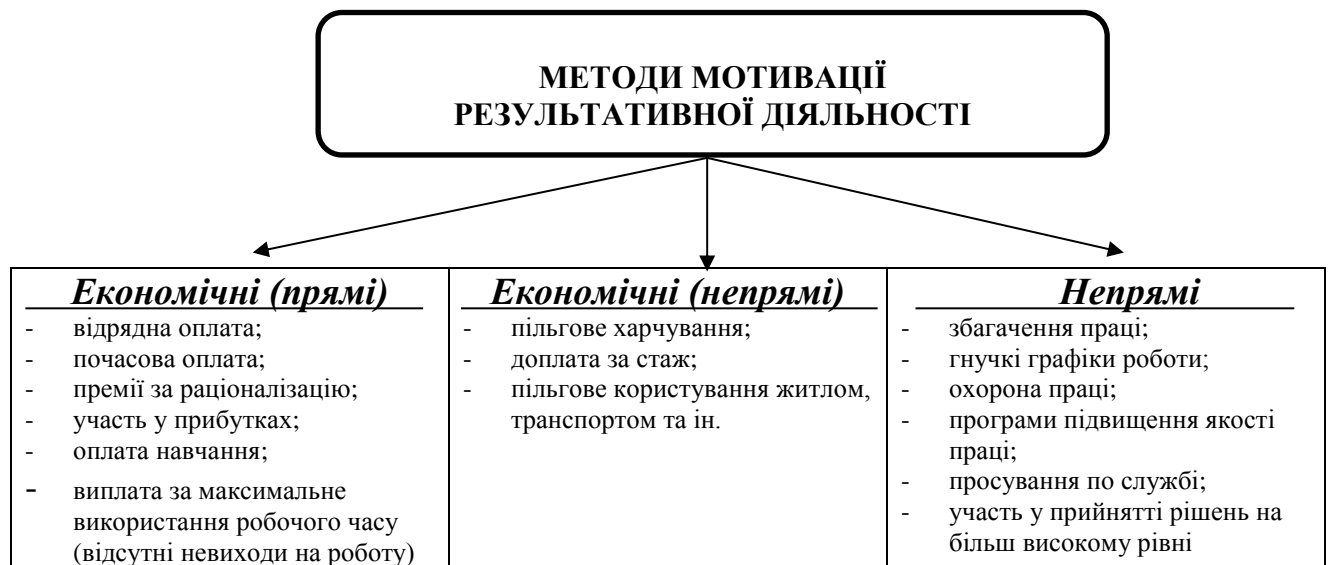 МЕТОДИ МОТИВАЦІЇ
РЕЗУЛЬТАТИВНОЇ ДІЯЛЬНОСТІ
Економічні (прямі)
- відрядна оплата;
- почасова оплата;
- премії за раціоналізацію;
- участь у прибутках;
- оплата навчання;
- виплата за максимальне
використання робочого часу
(відсутні невиходи на роботу)
Економічні (непрямі)
- пільгове харчування;
- доплата за стаж;
- пільгове користування житлом,
транспортом та ін.
Непрямі
- збагачення праці;
- гнучкі графіки роботи;
- охорона праці;
- програми підвищення якості
праці;
- просування по службі;
- участь у прийнятті рішень на
більш високому рівні